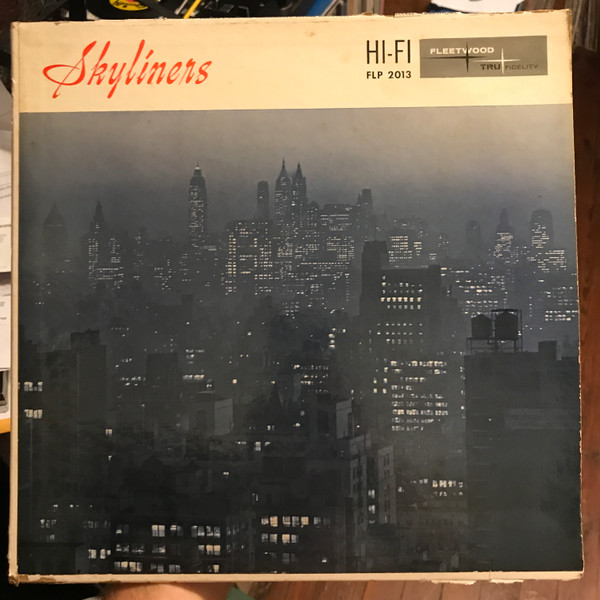 Skyliners
HI-FI
FLP 2013
FLEETWOOD
TRU FIDELITY